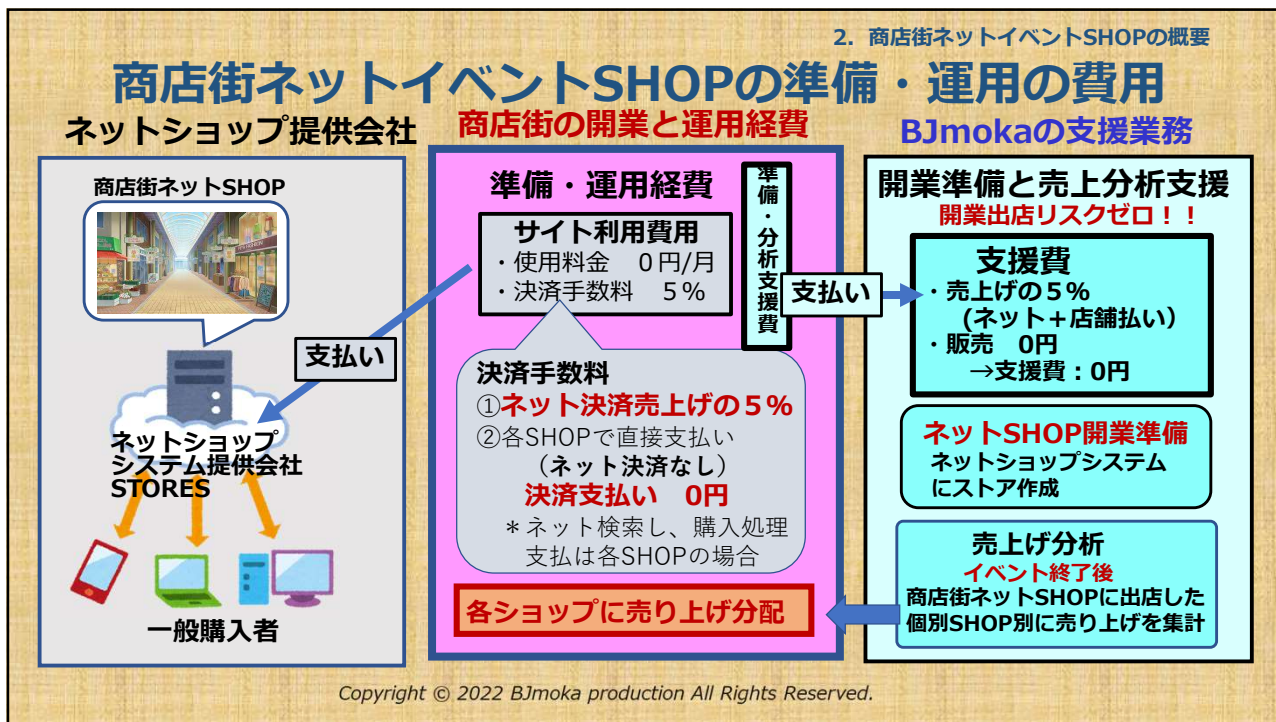 2. 商店街ネットイベントSHOPの概要
商店街ネットイベントSHOPの準備・運用の費用
ネットショップ提供会社
商店街ネットSHOP
支払い
ネットショップ
システム提供会社
STORES
一般購入者
商店街の開業と運用経費
準備・運用経費
サイト利用費用
・使用料金　０円/月
・決済手数料　５%
準備・分析支援費
決済手数料
①ネット決済売上げの５%
②各SHOPで直接支払い
（ネット決済なし）
決済支払い　0円
＊ネット検索し、購入処理
支払は各SHOPの場合
各ショップに売り上げ分配
支払い
BJmokaの支援業務
開業準備と売上分析支援
開業出店リスクゼロ！！
支援費
・売上げの５%
(ネット＋店舗払い）
・販売　0円
→支援費：0円
ネットSHOP開業準備
ネットショップシステム
にストア作成
売上げ分析
イベント終了後
商店街ネットSHOPに出店した
個別SHOP別に売り上げを集計
Copyright © 2022 BJmoka production All Rights Reserved.